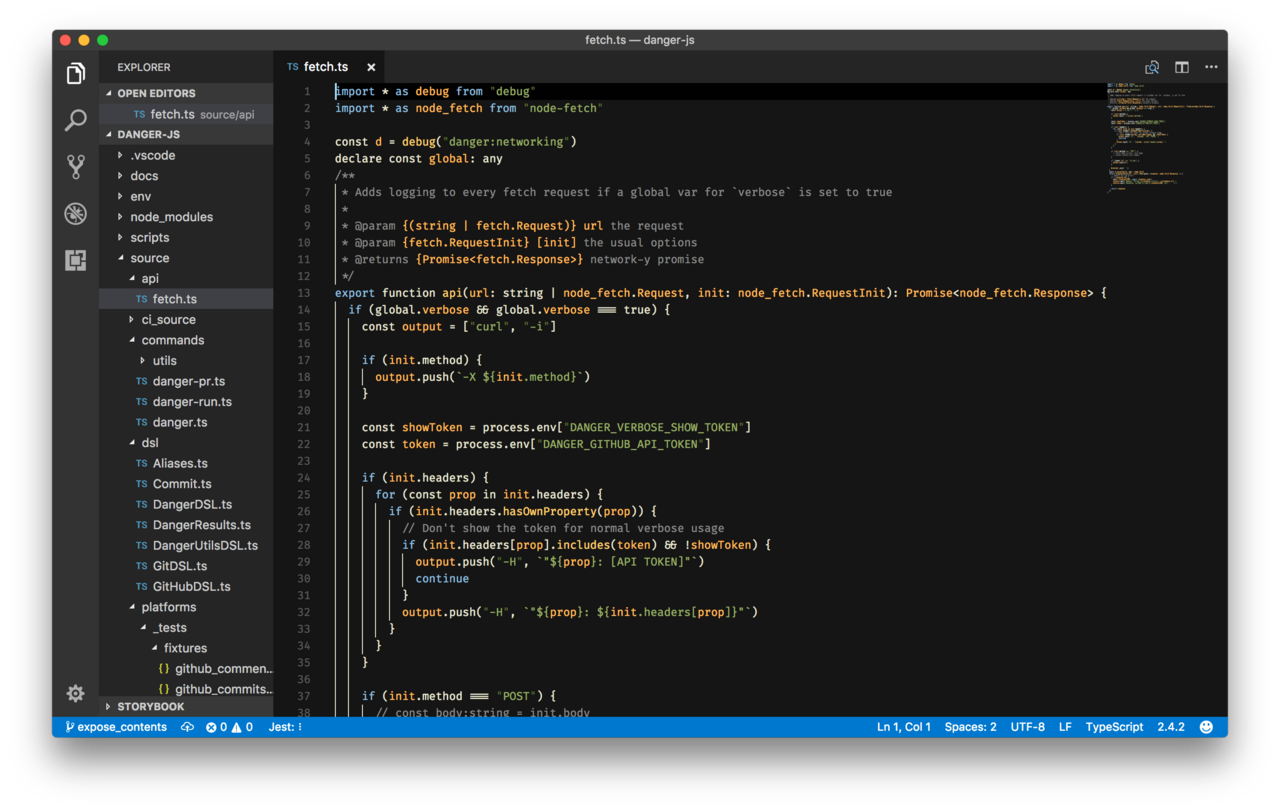 fetch.ts — danger-js
EXPLORER
OPEN EDITORS
TS fetch.ts source/api
DANGER-JS
.vscode
docs
env
node_modules
scripts
source
api
TS fetch.ts
ci_source
commands
utils
TS danger-pr.ts
TS danger-run.ts
TS danger.ts
dsl
TS Aliases.ts
TS Commit.ts
TS DangerDSL.ts
TS DangerResults.ts
TS DangerUtilsDSL.ts
TS GitDSL.ts
TS GitHubDSL.ts
platforms
_tests
fixtures
{} github_commen...
{} github_commits...
STORYBOOK
TS fetch.ts ×
1 import * as debug from "debug"
2 import * as node_fetch from "node-fetch"
3
4 const d = debug("danger:networking")
5 declare const global: any
6 /**
7 * Adds logging to every fetch request if a global var for `verbose` is set to true
8 *
9 * @param {(string | fetch.Request)} url the request
10 * @param {fetch.RequestInit} [init] the usual options
11 * @returns {Promise<fetch.Response>} network-y promise
12 */
13 export function api(url: string | node_fetch.Request, init: node_fetch.RequestInit): Promise<node_fetch.Response> {
14 if (global.verbose && global.verbose === true) {
15 const output = ["curl", "-i"]
16
17 if (init.method) {
18 output.push(`-X ${init.method}`)
19 }
20
21 const showToken = process.env["DANGER_VERBOSE_SHOW_TOKEN"]
22 const token = process.env["DANGER_GITHUB_API_TOKEN"]
23
24 if (init.headers) {
25 for (const prop in init.headers) {
26 if (init.headers.hasOwnProperty(prop)) {
27 // Don't show the token for normal verbose usage
28 if (init.headers[prop].includes(token) && !showToken) {
29 output.push("-H", `"${prop}: [API TOKEN]"`)
30 continue
31 }
32 output.push("-H", `"${prop}: ${init.headers[prop]}"`)
33 }
34 }
35 }
36
37 if (init.method === "POST") {
38 // const body:string = init.body
expose_contents 0 0 Jest: Ln 1, Col 1 Spaces: 2 UTF-8 LF TypeScript 2.4.2